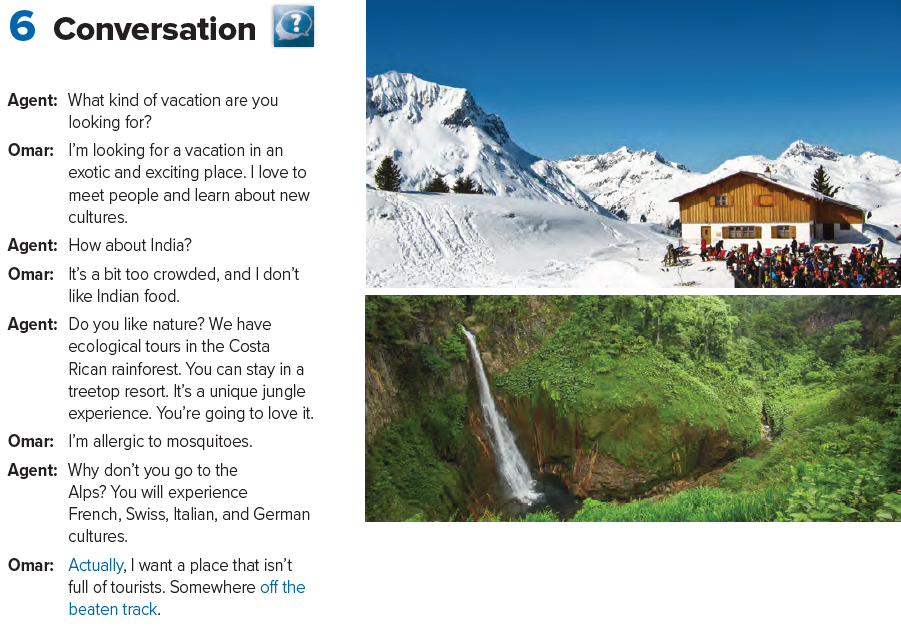 6 Conversation
?
Agent: What kind of vacation are you
looking for?
Omar: I’m looking for a vacation in an
exotic and exciting place. I love to
meet people and learn about new
cultures.
Agent: How about India?
Omar: It’s a bit too crowded, and I don’t
like Indian food.
Agent: Do you like nature? We have
ecological tours in the Costa
Rican rainforest. You can stay in a
treetop resort. It’s a unique jungle
experience. You’re going to love it.
Omar: I’m allergic to mosquitoes.
Agent: Why don’t you go to the
Alps? You will experience
French, Swiss, Italian, and German
cultures.
Omar: Actually, I want a place that isn’t
full of tourists. Somewhere off the
beaten track.